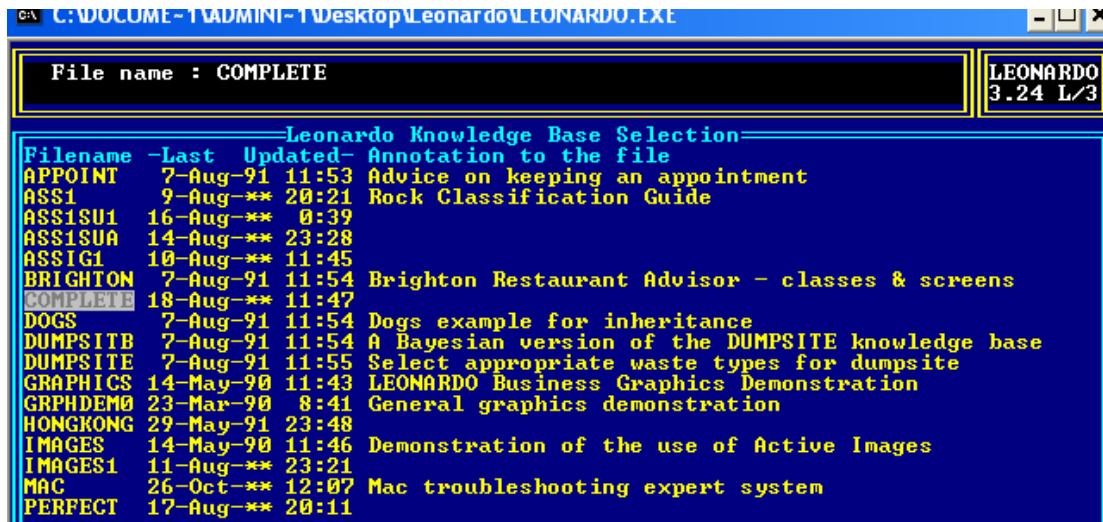 C:\DOCUME~1\ADMINI~1\Desktop\Leonardo\LEONARDO.EXE
File name : COMPLETE
LEONARDO
3.24 L/3
Leonardo Knowledge Base Selection
Filename -Last Updated- Annotation to the file
APPOINT 7-Aug-91 11:53 Advice on keeping an appointment
ASS1 9-Aug-** 20:21 Rock Classification Guide
ASS1SU1 16-Aug-** 0:39
ASS1SUA 14-Aug-** 23:28
ASSIG1 10-Aug-** 11:45
BRIGHTON 7-Aug-91 11:54 Brighton Restaurant Advisor - classes & screens
COMPLETE 18-Aug-** 11:47
DOGS 7-Aug-91 11:54 Dogs example for inheritance
DUMPSITB 7-Aug-91 11:54 A Bayesian version of the DUMPSITE knowledge base
DUMPSITE 7-Aug-91 11:55 Select appropriate waste types for dumpsite
GRAPHICS 14-May-90 11:43 LEONARDO Business Graphics Demonstration
GRPHDEMO 23-Mar-90 8:41 General graphics demonstration
HONGKONG 29-May-91 23:48
IMAGES 14-May-90 11:46 Demonstration of the use of Active Images
IMAGES1 11-Aug-** 23:21
MAC 26-Oct-** 12:07 Mac troubleshooting expert system
PERFECT 17-Aug-** 20:11